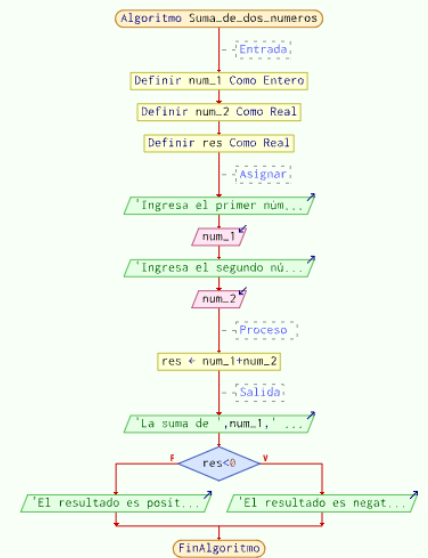 Algoritmo Suma_de_dos_numeros
Entrada
Definir num_1 Como Entero
Definir num_2 Como Real
Definir res Como Real
Asignar
'Ingresa el primer núm...
num_1
'Ingresa el segundo nú...
num_2
Proceso
res ← num_1+num_2
Salida
'La suma de ',num_1,' ...
res<0
F
V
'El resultado es posit...
'El resultado es negat...
FinAlgoritmo